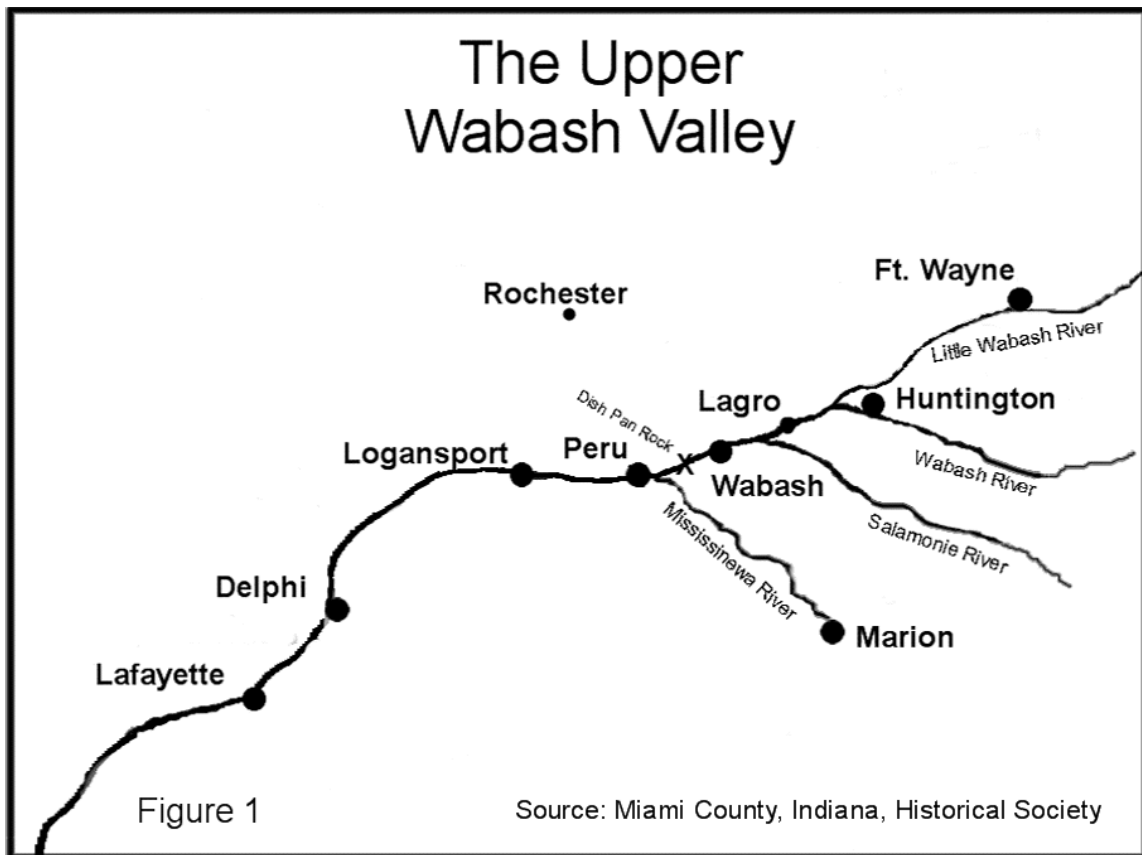 The Upper
Wabash Valley
Ft. Wayne
Rochester
Little Wabash River
Lagro
Huntington
Dish Pan Rock
Logansport
Peru
Wabash
Wabash River
Salamonie River
Mississinewa River
Delphi
Marion
Lafayette
Figure 1
Source: Miami County, Indiana, Historical Society